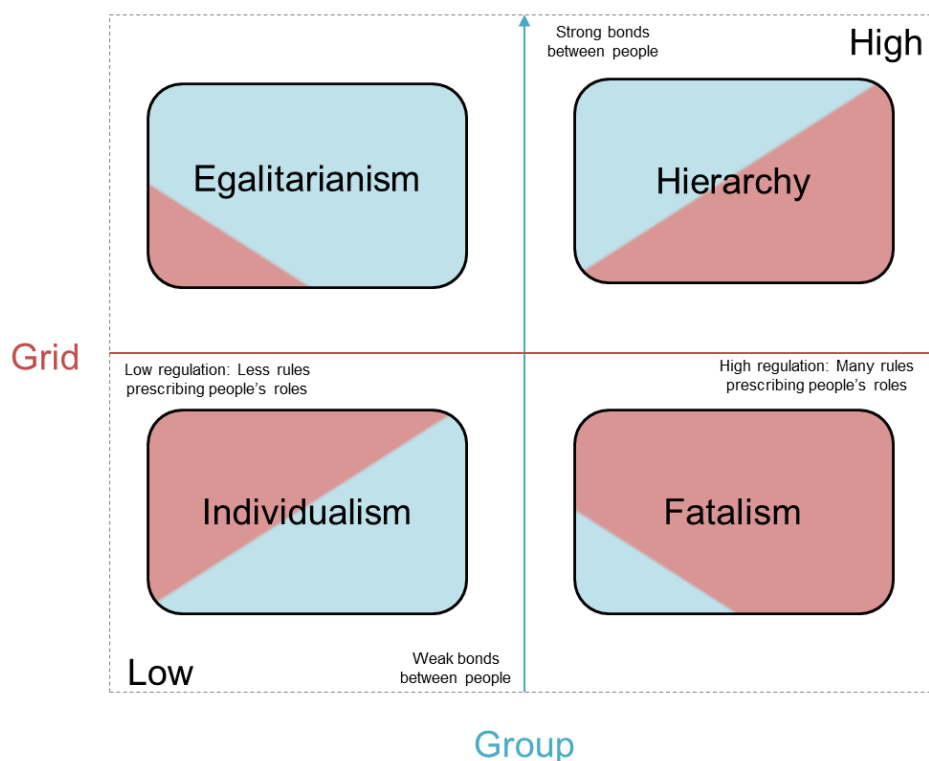 Strong bonds
between people
High
Egalitarianism
Hierarchy
Grid
Low regulation: Less rules
prescribing people's roles
High regulation: Many rules
prescribing people's roles
Individualism
Fatalism
Low
Weak bonds
between people
Group